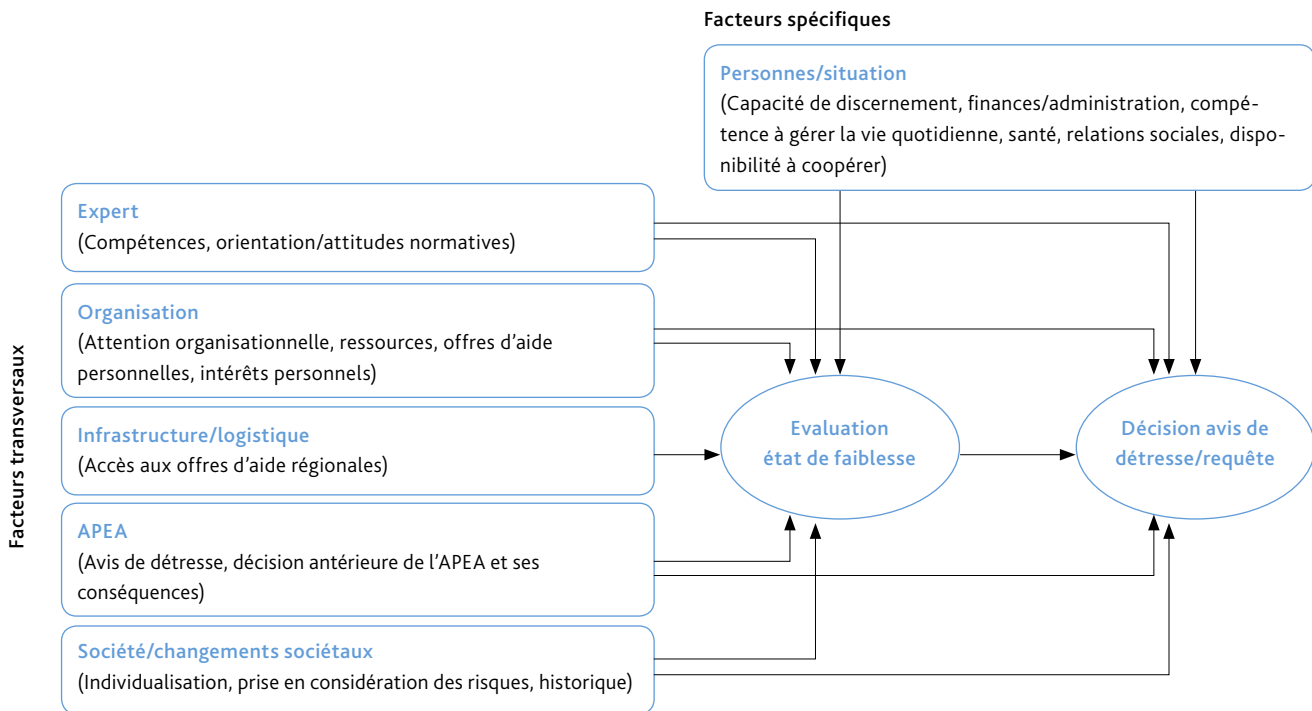 Facteurs spécifiques
Personnes/situation
(Capacité de discernement, finances/administration, compé-
tence à gérer la vie quotidienne, santé, relations sociales, dispo-
nibilité à coopérer)
Facteurs transversaux
Expert
(Compétences, orientation/attitudes normatives)
Organisation
(Attention organisationnelle, ressources, offres d’aide
personnelles, intérêts personnels)
Infrastructure/logistique
(Accès aux offres d’aide régionales)
APEA
(Avis de détresse, décision antérieure de l’APEA et ses
conséquences)
Société/changements sociétaux
(Individualisation, prise en considération des risques, historique)
Evaluation
état de faiblesse
Décision avis de
détresse/requête